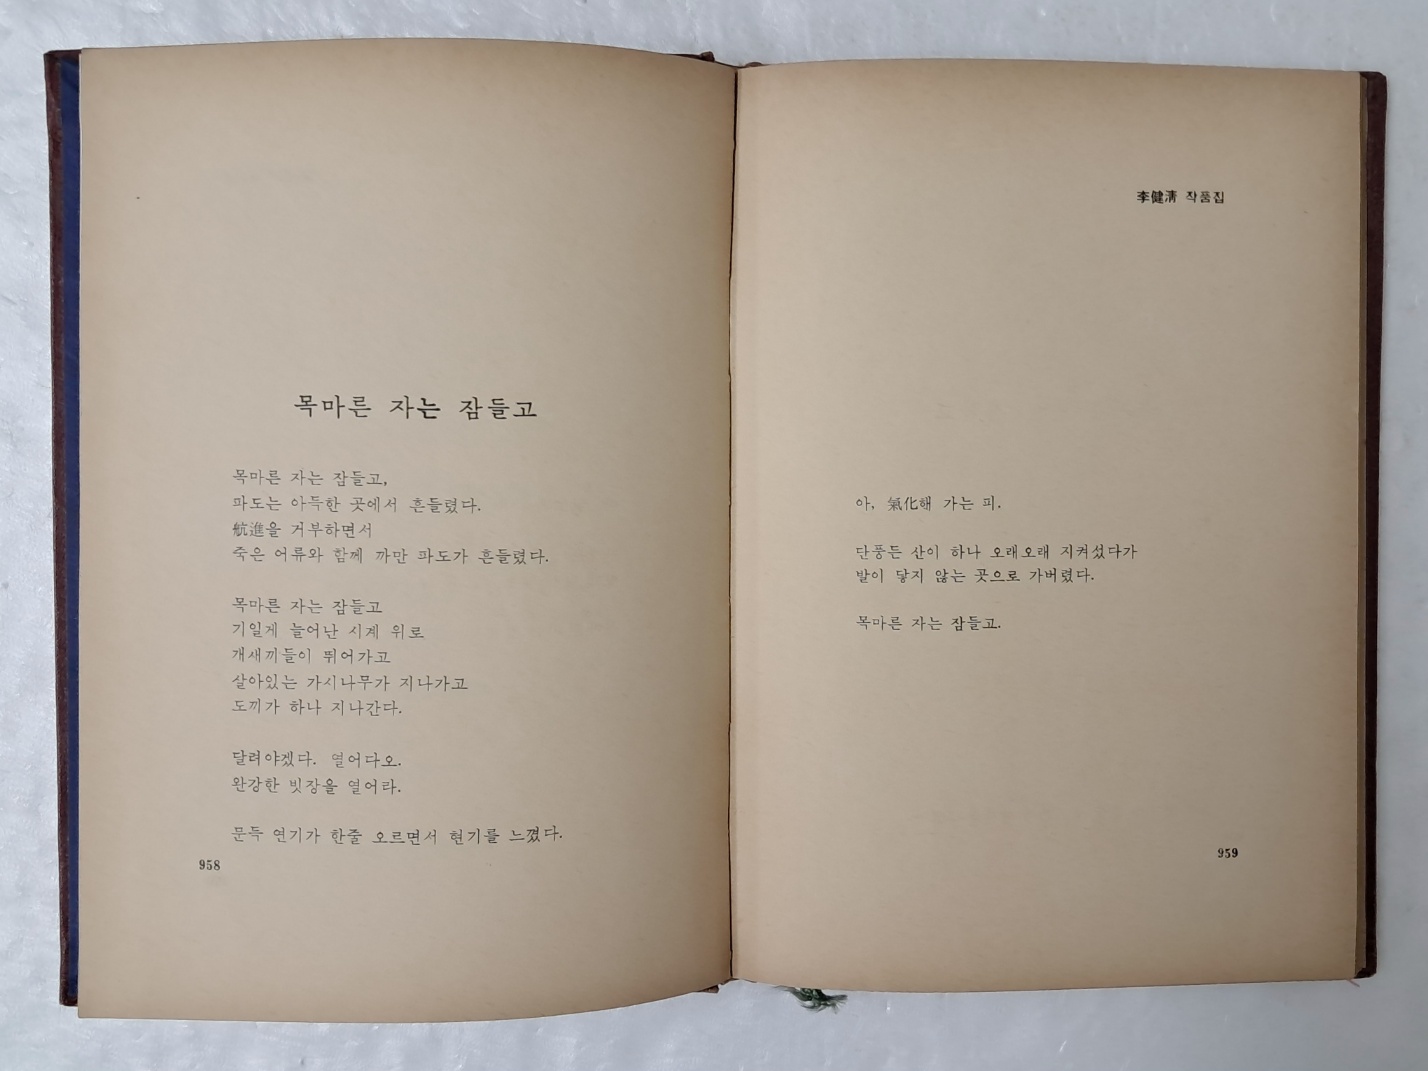 목마른 자는 잠들고
목마른 자는 잠들고,
파도는 아득한 곳에서 흔들렸다.
航進을 거부하면서
죽은 어류와 함께 까만 파도가 흔들렸다.
목마른 자는 잠들고
기일게 늘어난 시계 위로
개새끼들이 뛰어가고
살아있는 가시나무가 지나가고
도끼가 하나 지나간다.
달려야겠다. 열어다오.
완강한 빗장을 열어라.
문득 연기가 한줄 오르면서 현기를 느꼈다.
958
李健淸 작품집
아, 氣化해 가는 피.
단풍든 산이 하나 오래오래 지켜섰다가
발이 닿지 않는 곳으로 가버렸다.
목마른 자는 잠들고.
959